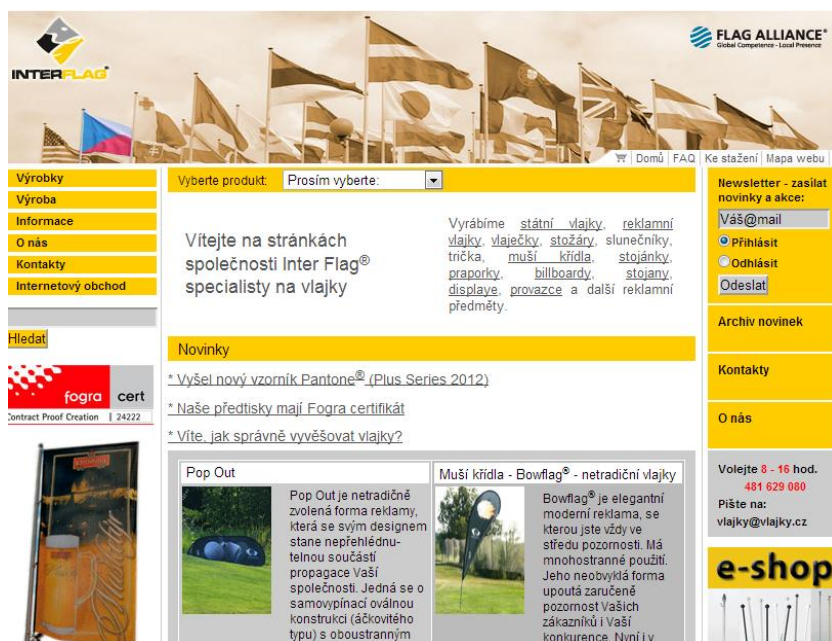 INTERFLAG®
FLAG ALLIANCE®
Global Competence - Local Presence
Domů
FAQ
Ke stažení
Mapa webu
Výrobky
Výroba
Informace
O nás
Kontakty
Internetový obchod
Hledat
fogra cert
Contract Proof Creation | 24222
Vyberte produkt: Prosím vyberte:
Vítejte na stránkách
společnosti Inter Flag®
specialisty na vlajky
Vyrábíme státní vlajky, reklamní
vlajky, vlaječky, stožáry, slunečníky,
trička, muší křídla, stojánky,
praporky, billboardy, stojany,
displaye, provazce a další reklamní
předměty.
Novinky
* Vyšel nový vzorník Pantone® (Plus Series 2012)
* Naše předtisky mají Fogra certifikát
* Víte, jak správně vyvěšovat vlajky?
Pop Out
Pop Out je netradičně
zvolená forma reklamy,
která se svým designem
stane nepřehlédnu-
telnou součástí
propagace Vaší
společnosti. Jedná se o
samovypínací oválnou
konstrukci (áčkovitého
typu) s oboustranným
Muší křídla - Bowflag® - netradiční vlajky
Bowflag® je elegantní
moderní reklama, se
kterou jste vždy ve
středu pozornosti. Má
mnohostranné použití.
Jeho neobvyklá forma
upoutá zaručeně
pozornost Vašich
zákazníků i Vaší
konkurence. Nyní i v
Newsletter - zasílat
novinky a akce:
Váš@mail
Přihlásit
Odhlásit
Odeslat
Archiv novinek
Kontakty
O nás
Volejte 8 - 16 hod.
481 629 080
Pište na:
vlajky@vlajky.cz
e-shop